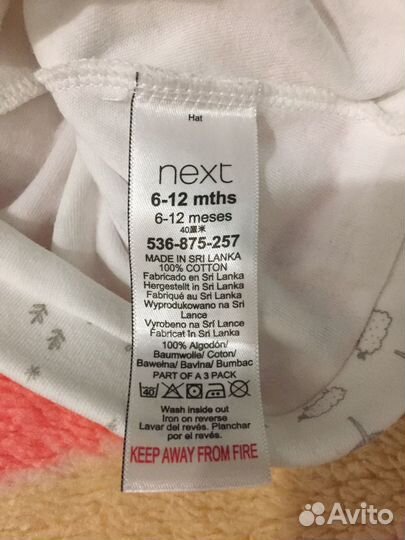 Hat
next
6-12 mths
6-12 meses
40厘米
536-875-257
MADE IN SRI LANKA
100% COTTON
Fabricado en Sri Lanka
Hergestellt in Sri Lanka
Fabriqué au Sri Lanka
Wyprodukowano na Sri
Lance
Vyrobeno na Sri Lance
Fabricat în Sri Lanka
100% Algodón/
Baumwolle/ Coton/
Bawełna/ Bavlna/ Bumbac
PART OF A 3 PACK
40
Wash inside out
Iron on reverse
Lavar del revés. Planchar
por el revés.
KEEP AWAY FROM FIRE
Avito